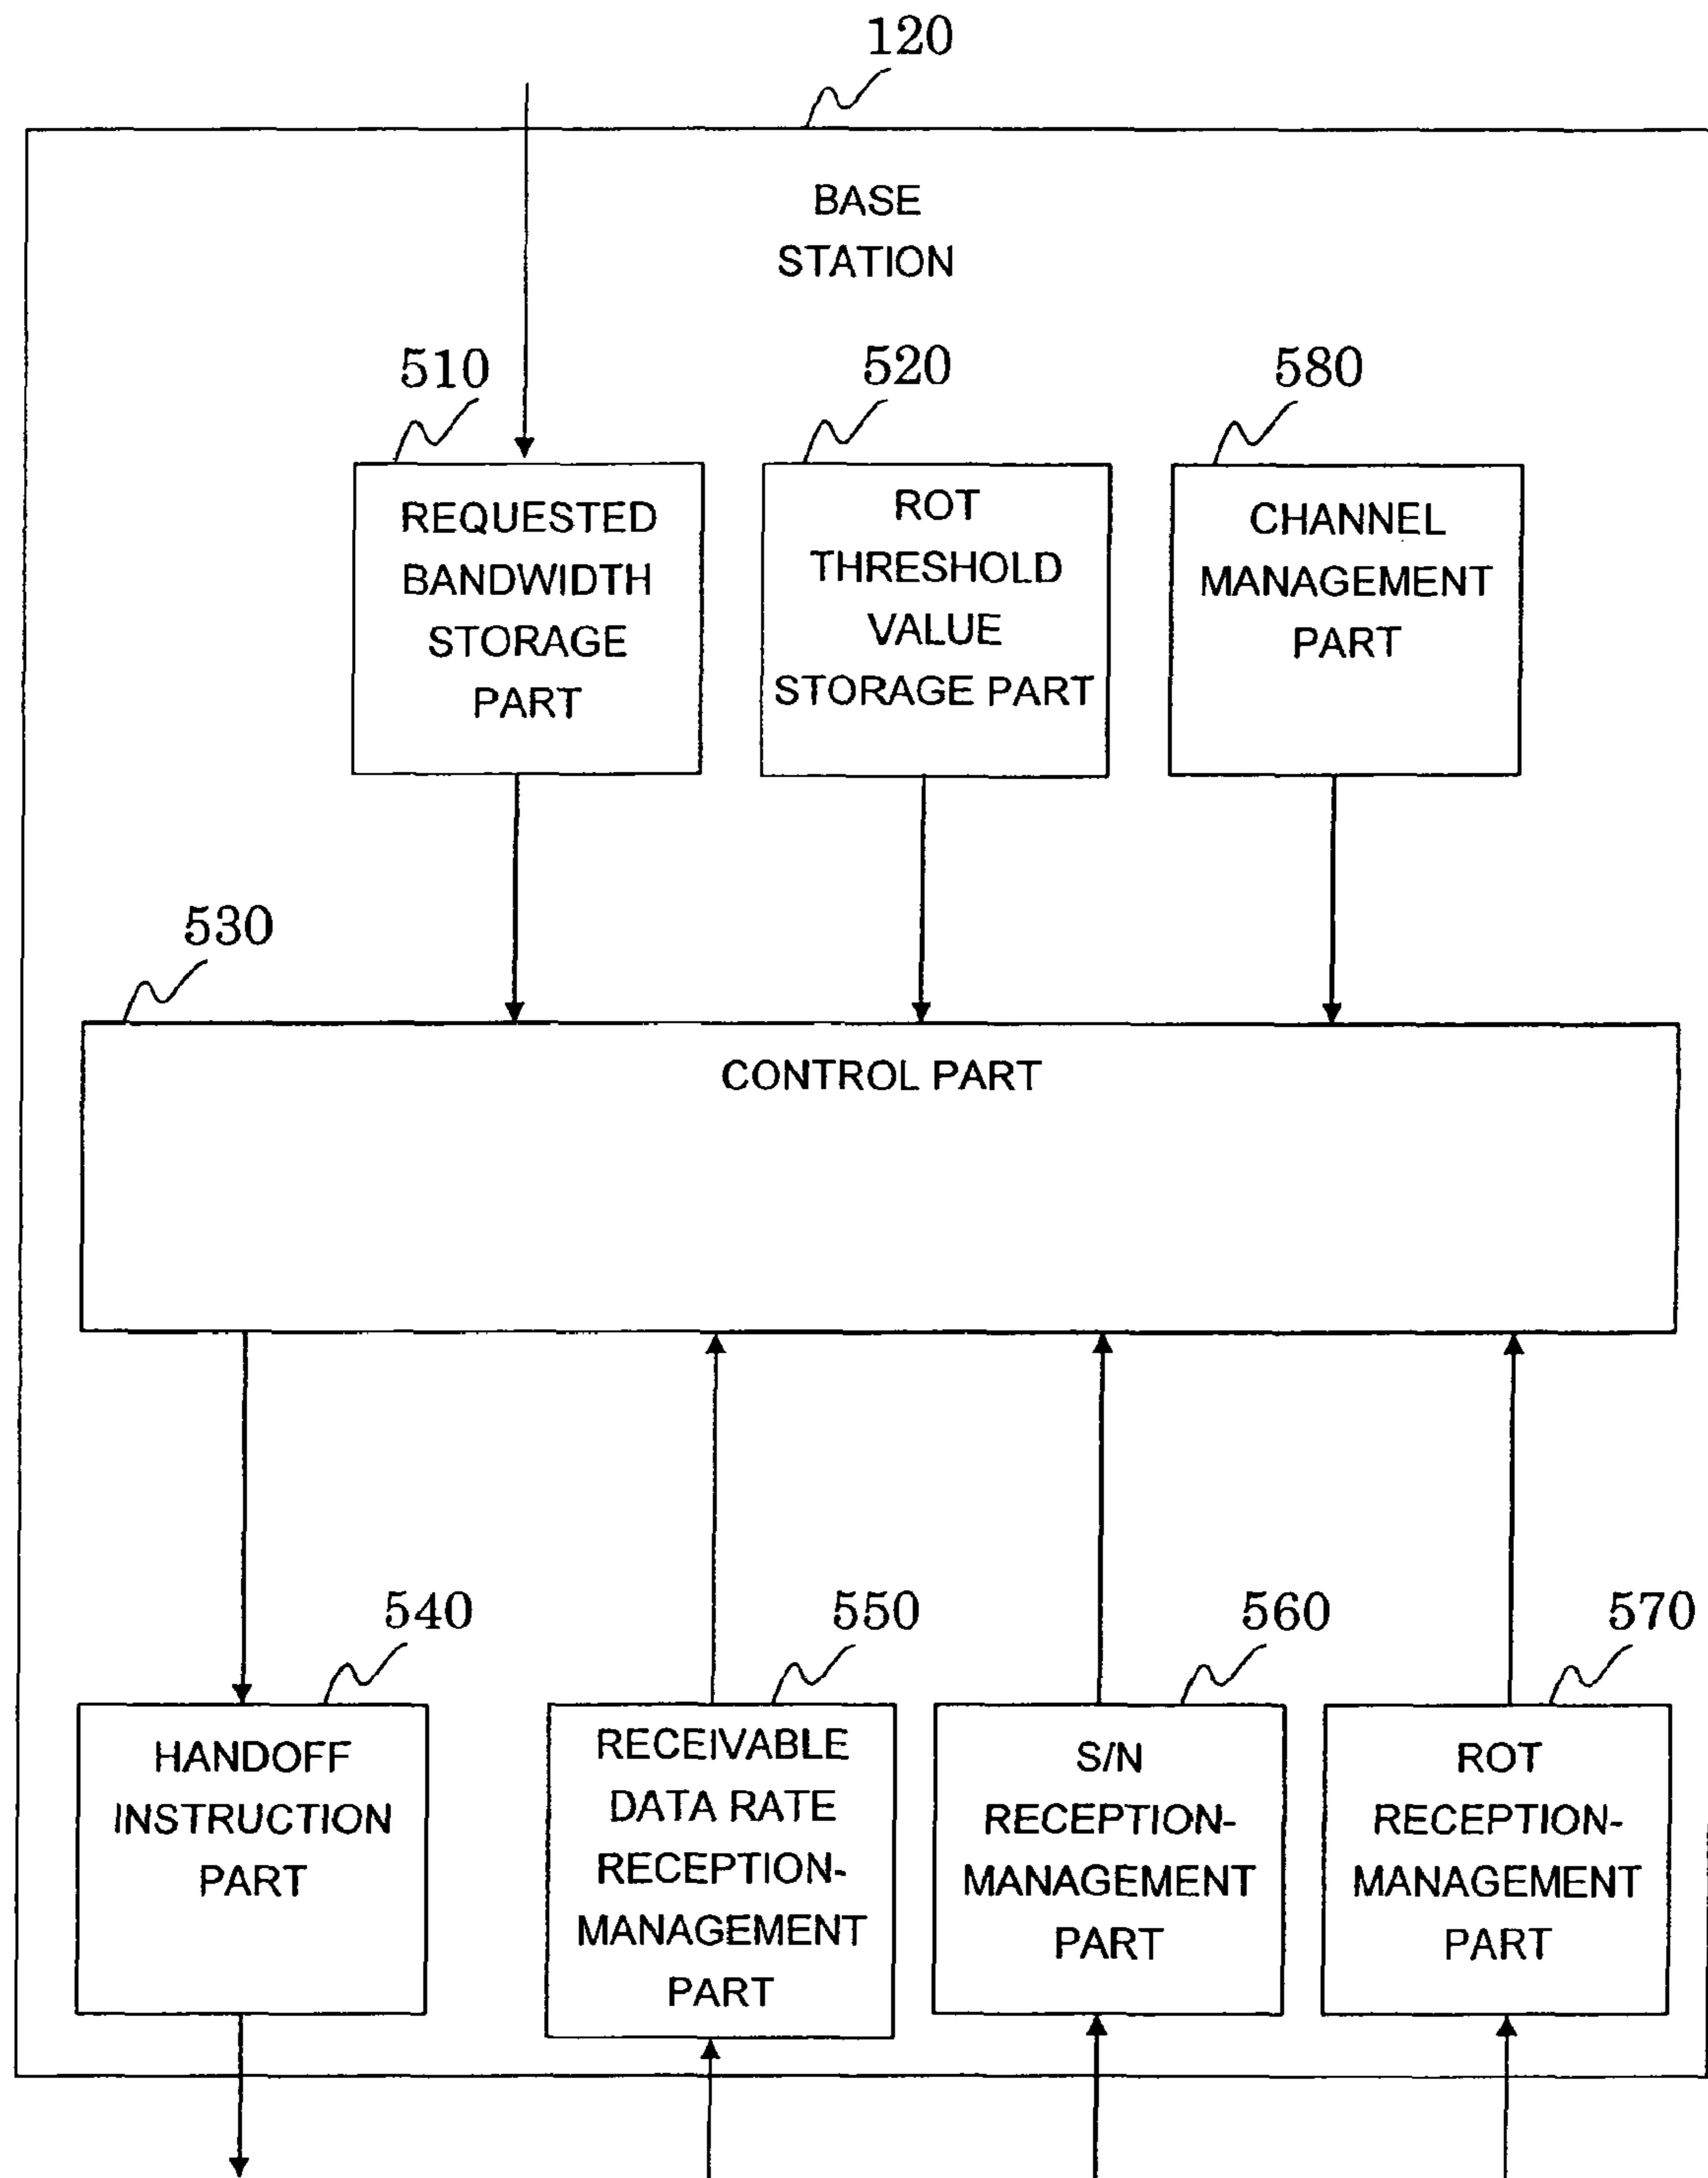 120
BASE
STATION
510
520
580
REQUESTED
BANDWIDTH
STORAGE
PART
ROT
THRESHOLD
VALUE
STORAGE PART
CHANNEL
MANAGEMENT
PART
530
CONTROL PART
540
550
560
570
HANDOFF
INSTRUCTION
PART
RECEIVABLE
DATA RATE
RECEPTION-
MANAGEMENT
PART
S/N
RECEPTION-
MANAGEMENT
PART
ROT
RECEPTION-
MANAGEMENT
PART